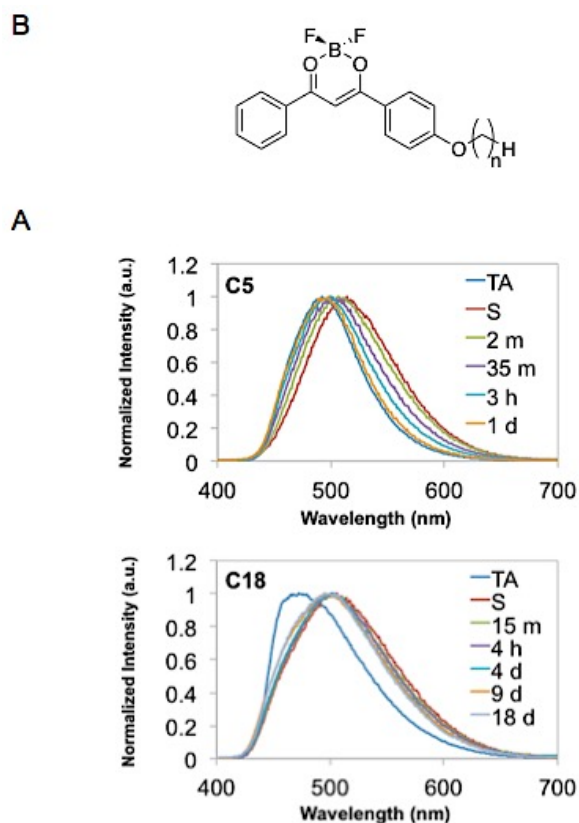 B
F F
B
O O
O H
n
A
Normalized Intensity (a.u.)
1.2
1
0.8
0.6
0.4
0.2
0
C5
TA
S
2 m
35 m
3 h
1 d
400 500 600 700
Wavelength (nm)
Normalized Intensity (a.u.)
1.2
1
0.8
0.6
0.4
0.2
0
C18
TA
S
15 m
4 h
4 d
9 d
18 d
400 500 600 700
Wavelength (nm)